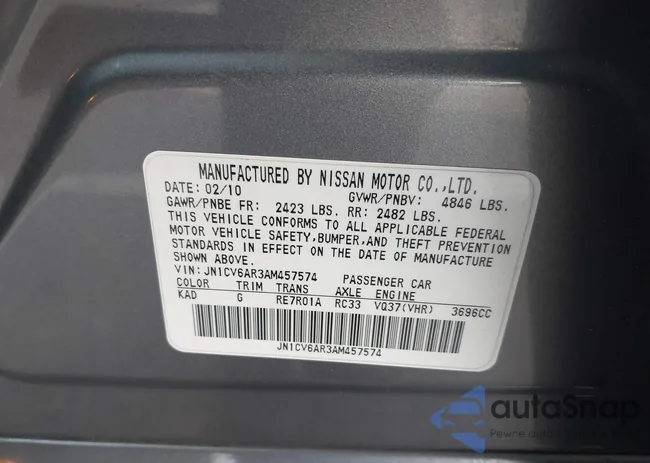 MANUFACTURED BY NISSAN MOTOR CO.,LTD.
DATE: 02/10 GVWR/PNBV: 4846 LBS.
GAWR/PNBE FR: 2423 LBS. RR: 2482 LBS.
THIS VEHICLE CONFORMS TO ALL APPLICABLE FEDERAL
MOTOR VEHICLE SAFETY,BUMPER,AND THEFT PREVENTION
STANDARDS IN EFFECT ON THE DATE OF MANUFACTURE
SHOWN ABOVE.
VIN: JN1CV6AR3AM457574 PASSENGER CAR
COLOR TRIM TRANS AXLE ENGINE
KAD G RE7R01A RC33 VQ37(VHR) 3696CC
JN1CV6AR3AM457574
autaSnap
Pewne auta